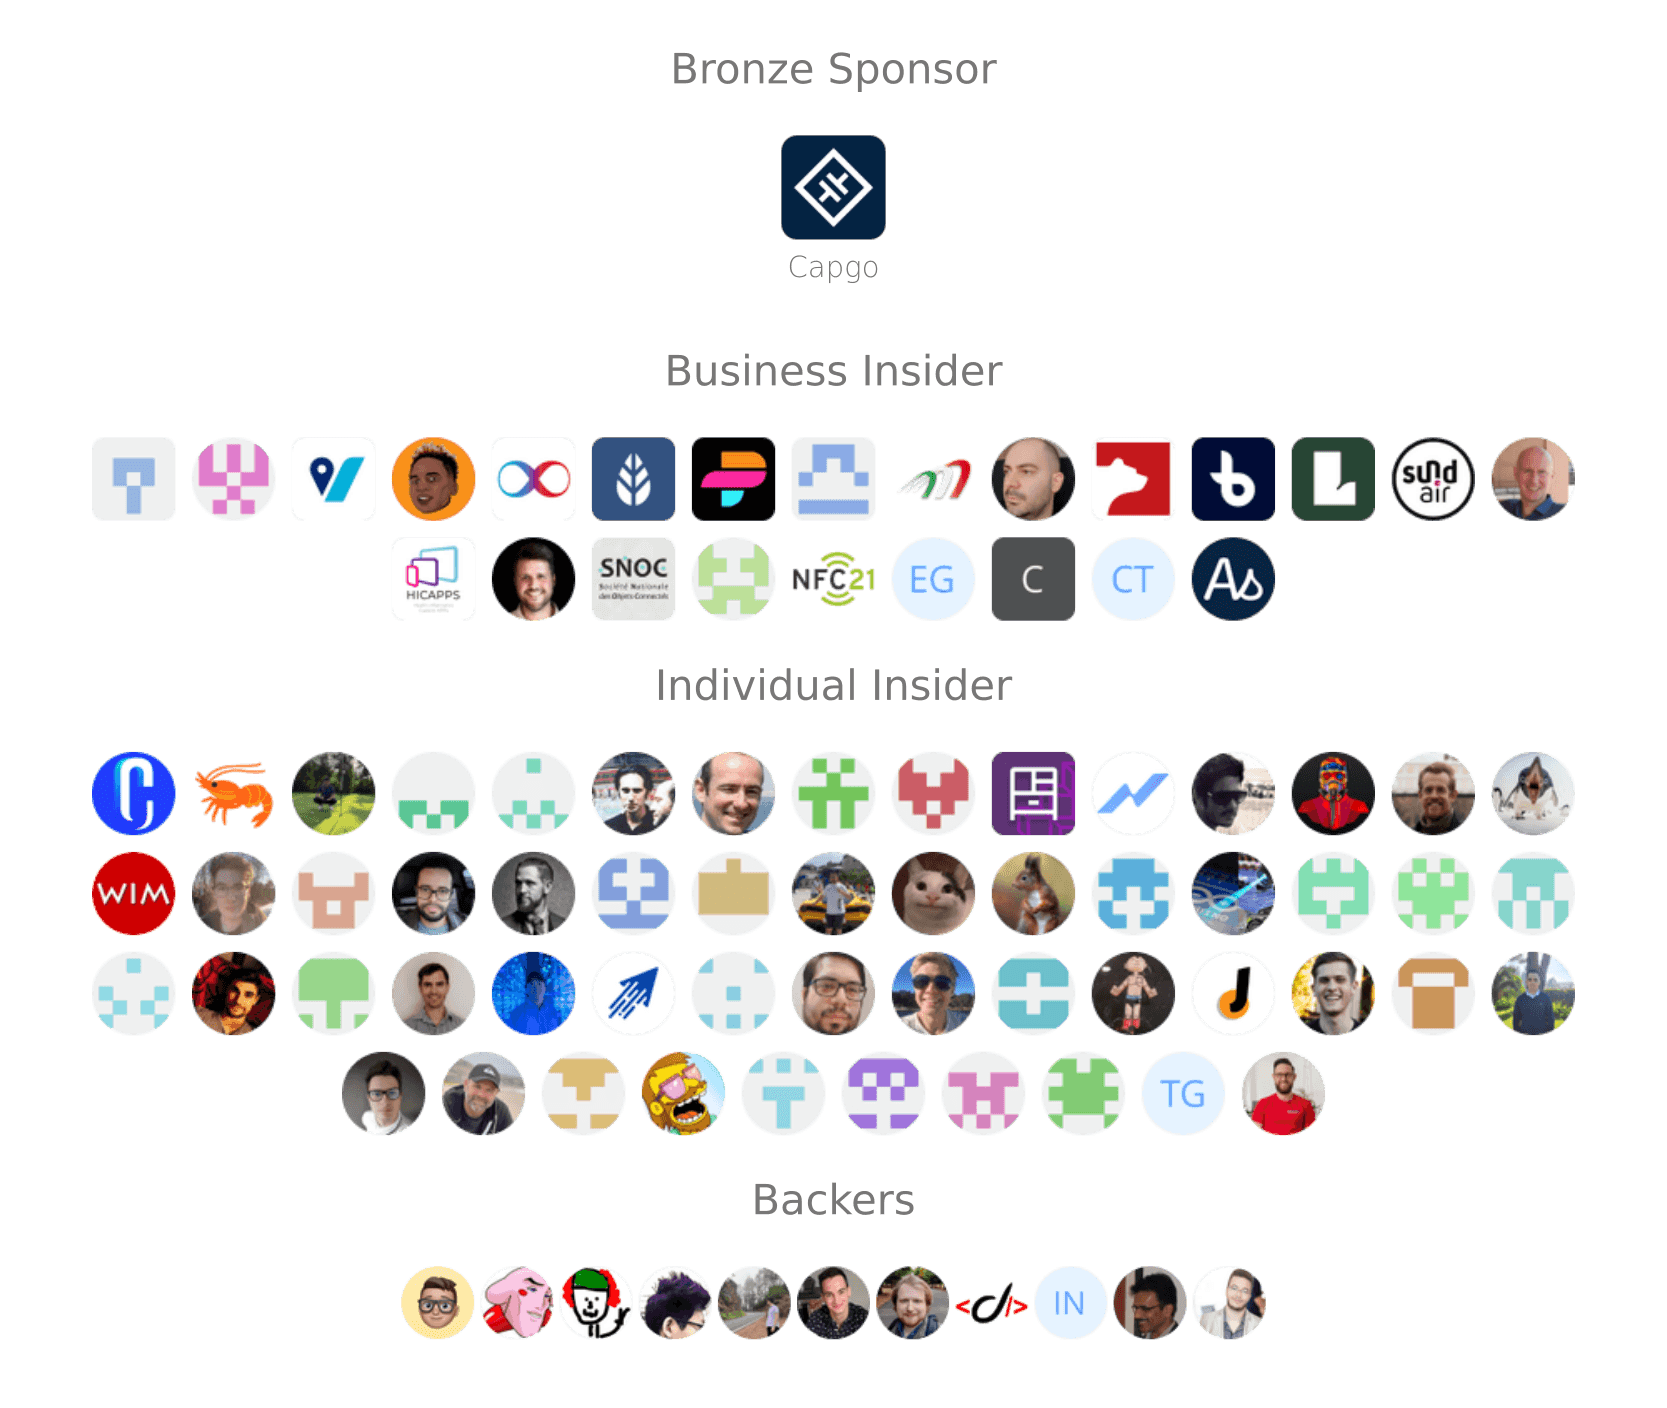 Bronze Sponsor
Capgo
Business Insider
sund
air
HICAPPS
SNOC
Société Nationale
des Objets Connectés
NFC21
EG
C
CT
As
Individual Insider
WIM
TG
Backers
</>
IN